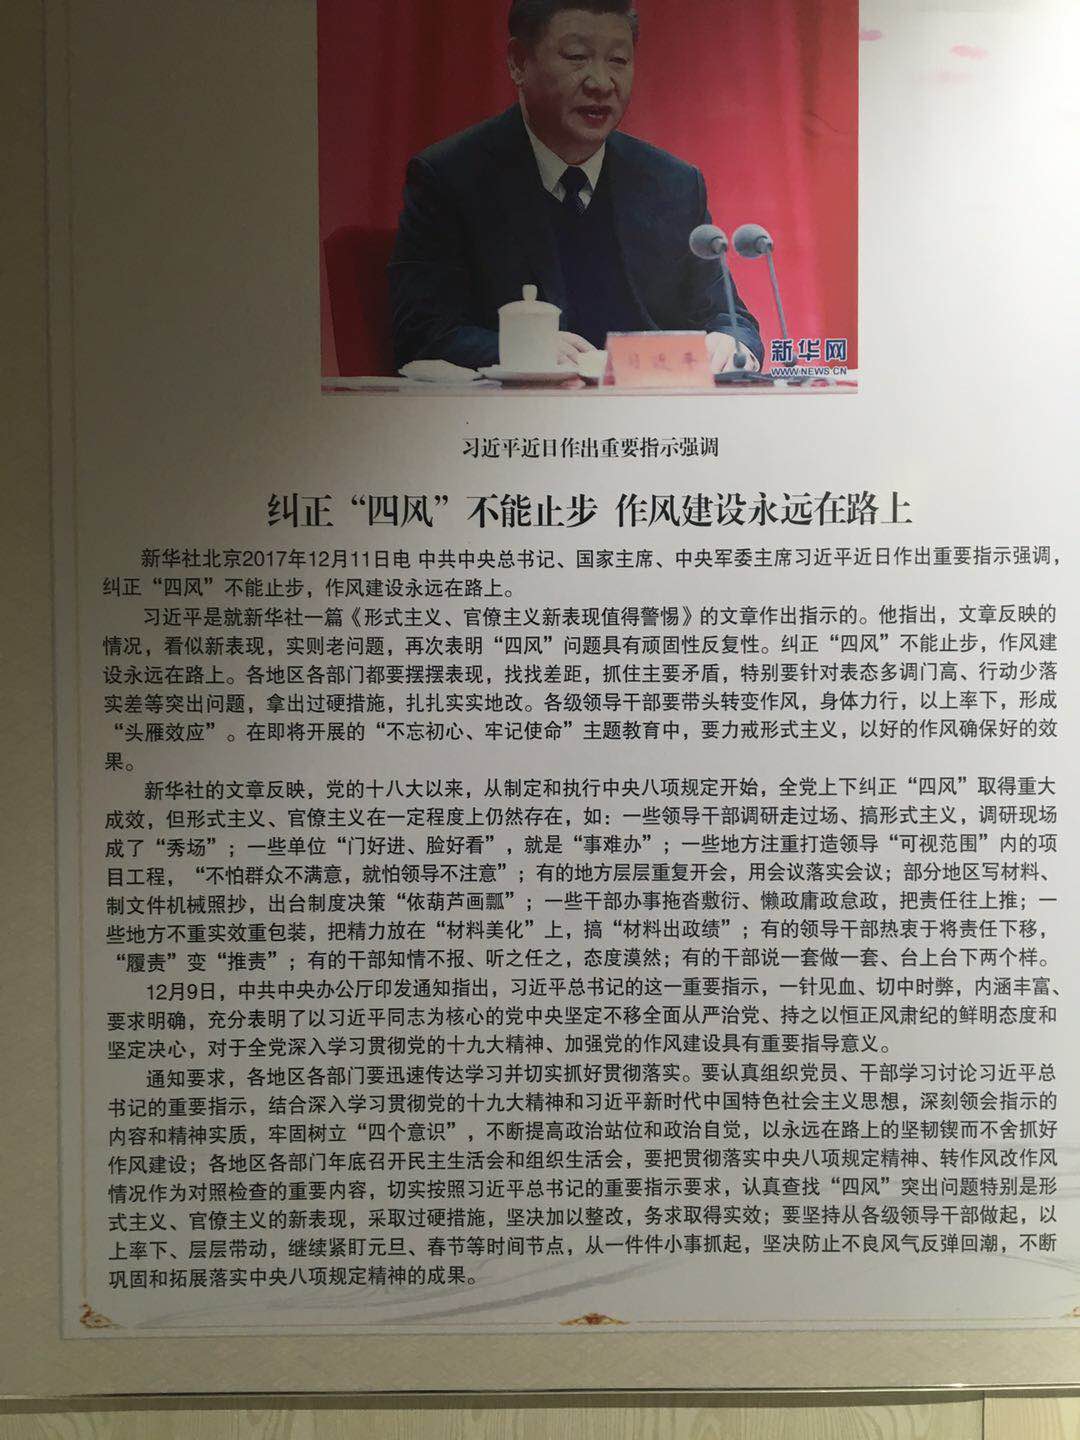 新华网
WWW.NEWS.CN
习近平
习近平近日作出重要指示强调
纠正“四风”不能止步 作风建设永远在路上
新华社北京2017年12月11日电 中共中央总书记、国家主席、中央军委主席习近平近日作出重要指示强调，
纠正“四风”不能止步，作风建设永远在路上。
习近平是就新华社一篇《形式主义、官僚主义新表现值得警惕》的文章作出指示的。他指出，文章反映的
情况，看似新表现，实则老问题，再次表明“四风”问题具有顽固性反复性。纠正“四风”不能止步，作风建
设永远在路上。各地区各部门都要摆摆表现，找找差距，抓住主要矛盾，特别要针对表态多调门高、行动少落
实差等突出问题，拿出过硬措施，扎扎实实地改。各级领导干部要带头转变作风，身体力行，以上率下，形成
“头雁效应”。在即将开展的“不忘初心、牢记使命”主题教育中，要力戒形式主义，以好的作风确保好的效
果。
新华社的文章反映，党的十八大以来，从制定和执行中央八项规定开始，全党上下纠正“四风”取得重大
成效，但形式主义、官僚主义在一定程度上仍然存在，如：一些领导干部调研走过场、搞形式主义，调研现场
成了“秀场”；一些单位“门好进、脸好看”，就是“事难办”；一些地方注重打造领导“可视范围”内的项
目工程，“不怕群众不满意，就怕领导不注意”；有的地方层层重复开会，用会议落实会议；部分地区写材料、
制文件机械照抄，出台制度决策“依葫芦画瓢”；一些干部办事拖沓敷衍、懒政庸政怠政，把责任往上推；一
些地方不重实效重包装，把精力放在“材料美化”上，搞“材料出政绩”；有的领导干部热衷于将责任下移，
“履责”变“推责”；有的干部知情不报、听之任之，态度漠然；有的干部说一套做一套、台上台下两个样。
12月9日，中共中央办公厅印发通知指出，习近平总书记的这一重要指示，一针见血、切中时弊，内涵丰富、
要求明确，充分表明了以习近平同志为核心的党中央坚定不移全面从严治党、持之以恒正风肃纪的鲜明态度和
坚定决心，对于全党深入学习贯彻党的十九大精神、加强党的作风建设具有重要指导意义。
通知要求，各地区各部门要迅速传达学习并切实抓好贯彻落实。要认真组织党员、干部学习讨论习近平总
书记的重要指示，结合深入学习贯彻党的十九大精神和习近平新时代中国特色社会主义思想，深刻领会指示的
内容和精神实质，牢固树立“四个意识”，不断提高政治站位和政治自觉，以永远在路上的坚韧锲而不舍抓好
作风建设；各地区各部门年底召开民主生活会和组织生活会，要把贯彻落实中央八项规定精神、转作风改作风
情况作为对照检查的重要内容，切实按照习近平总书记的重要指示要求，认真查找“四风”突出问题特别是形
式主义、官僚主义的新表现，采取过硬措施，坚决加以整改，务求取得实效；要坚持从各级领导干部做起，以
上率下、层层带动，继续紧盯元旦、春节等时间节点，从一件件小事抓起，坚决防止不良风气反弹回潮，不断
巩固和拓展落实中央八项规定精神的成果。